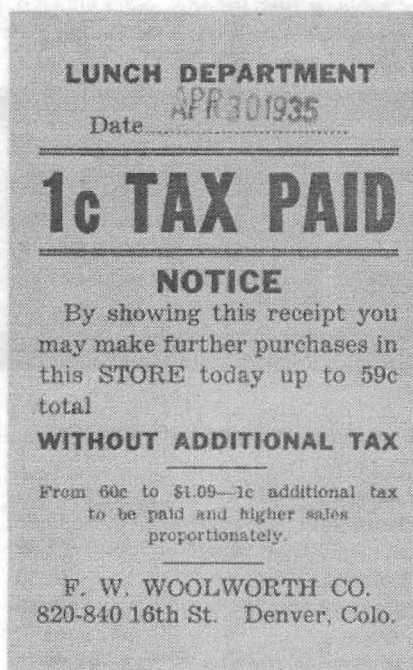 LUNCH DEPARTMENT
Date APR 30 1935
1c TAX PAID
NOTICE
By showing this receipt you
may make further purchases in
this STORE today up to 59c
total
WITHOUT ADDITIONAL TAX
From 60c to $1.09—1c additional tax
to be paid and higher sales
proportionately.
F. W. WOOLWORTH CO.
820-840 16th St. Denver, Colo.